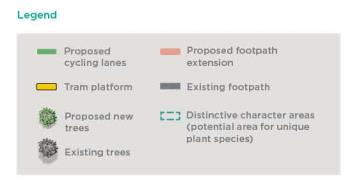 Legend
Proposed
cycling lanes
Tram platform
Proposed new
trees
Existing trees
Proposed footpath
extension
Existing footpath
Distinctive character areas
(potential area for unique
plant species)